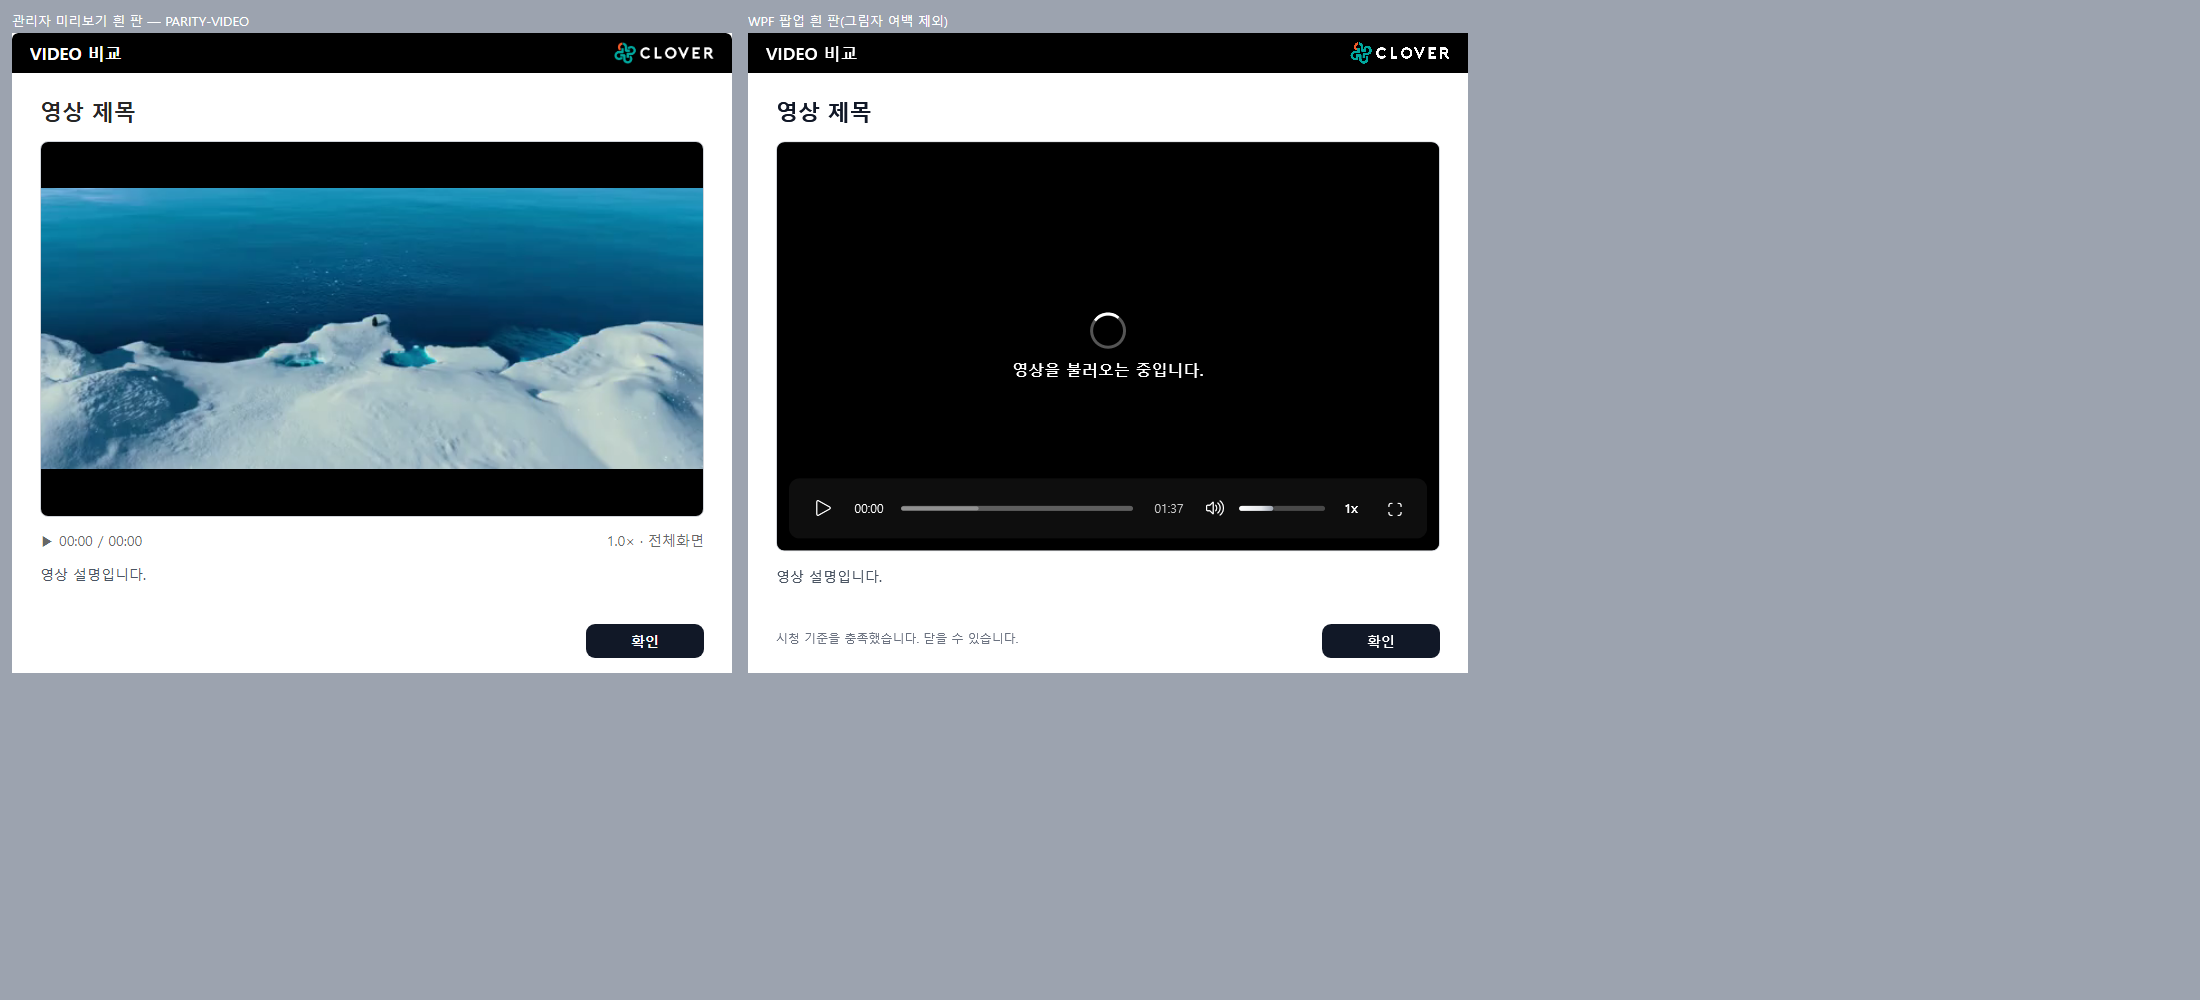 관리자 미리보기 흰 판 — PARITY-VIDEO
VIDEO 비교
CLOVER
영상 제목
▶ 00:00 / 00:00
1.0× · 전체화면
영상 설명입니다.
확인
WPF 팝업 흰 판(그림자 여백 제외)
VIDEO 비교
CLOVER
영상 제목
영상을 불러오는 중입니다.
00:00
01:37
1x
영상 설명입니다.
시청 기준을 충족했습니다. 닫을 수 있습니다.
확인